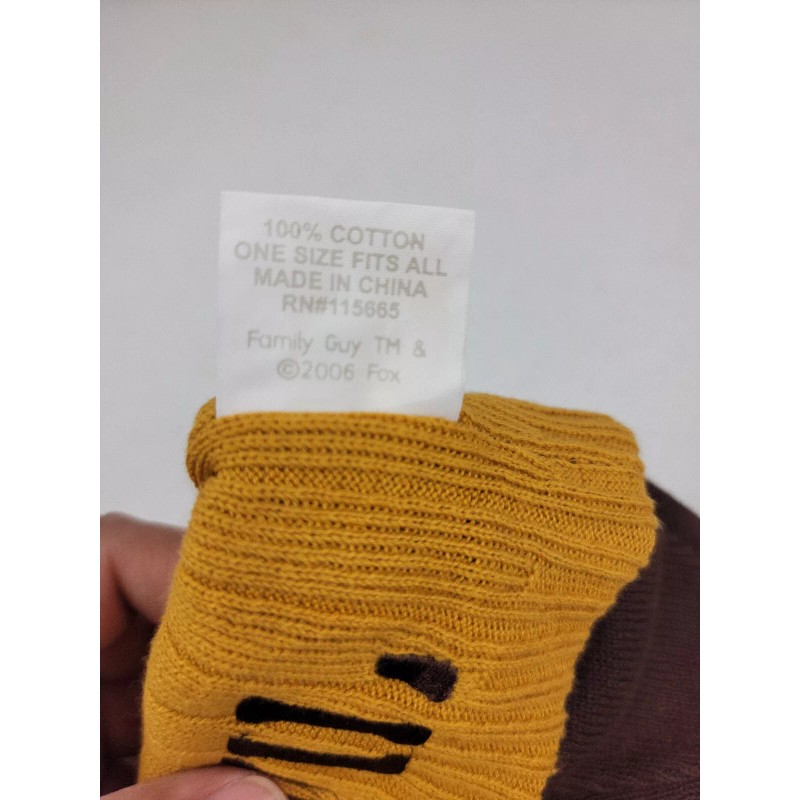 100% COTTON
ONE SIZE FITS ALL
MADE IN CHINA
RN#115665
Family Guy TM &
©2006 Fox